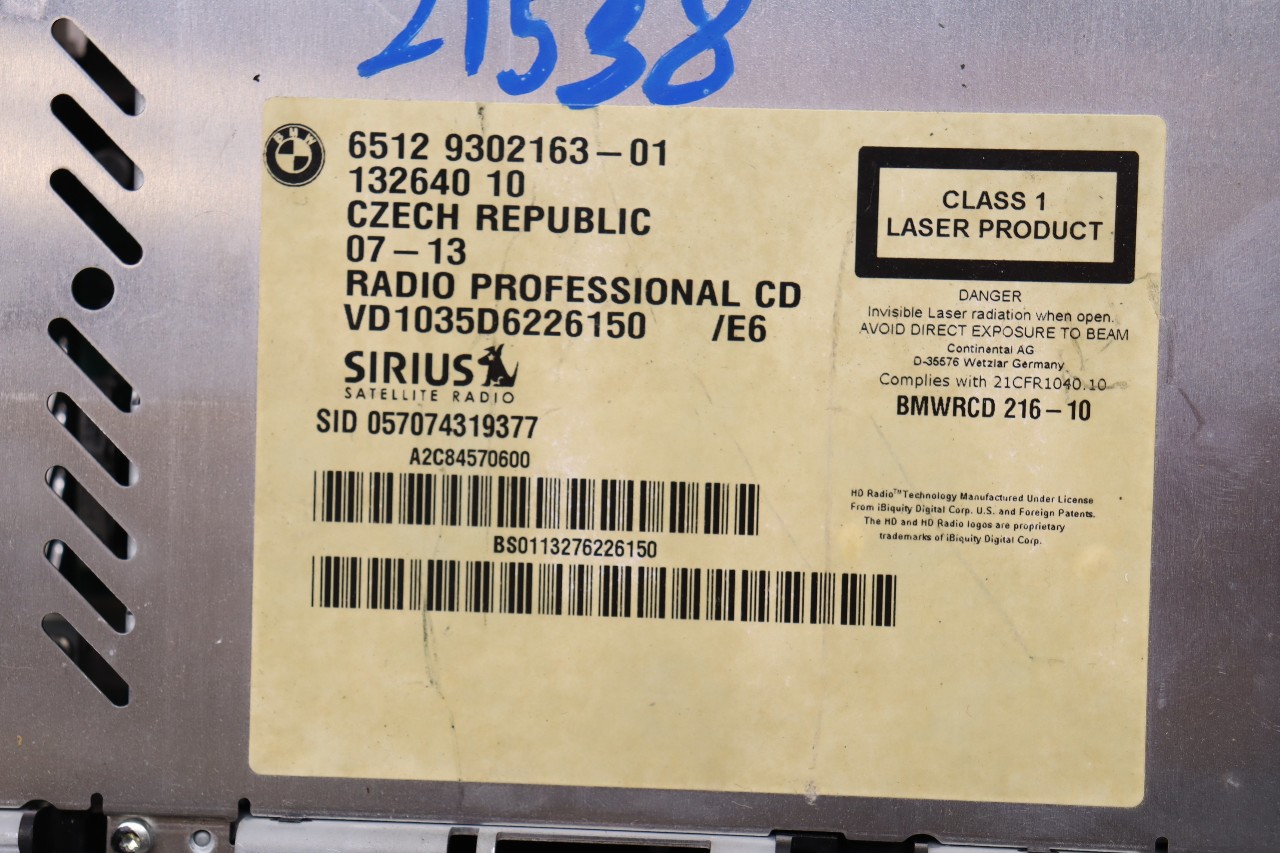 21538
BMW
6512 9302163-01
132640 10
CZECH REPUBLIC
07-13
RADIO PROFESSIONAL CD
VD1035D6226150 /E6
SIRIUS
SATELLITE RADIO
SID 057074319377
A2C84570600
BS0113276226150
CLASS 1
LASER PRODUCT
DANGER
Invisible Laser radiation when open.
AVOID DIRECT EXPOSURE TO BEAM
Continental AG
D-35576 Wetzlar Germany
Complies with 21CFR1040.10
BMWRCD 216-10
HD Radio™Technology Manufactured Under License
From iBiquity Digital Corp. U.S. and Foreign Patents.
The HD and HD Radio logos are proprietary
trademarks of iBiquity Digital Corp.